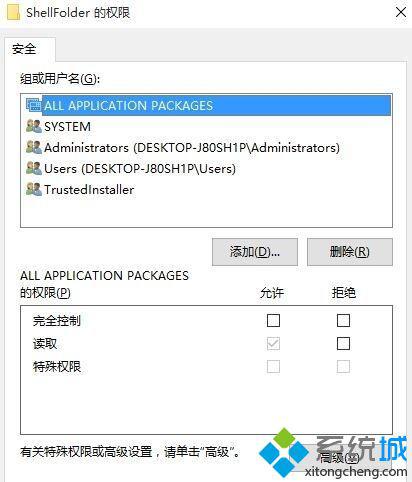 ShellFolder 的权限
安全
组或用户名(G):
ALL APPLICATION PACKAGES
SYSTEM
Administrators (DESKTOP-J80SH1P\Administrators)
Users (DESKTOP-J80SH1P\Users)
TrustedInstaller
添加(D)... 删除(R)
ALL APPLICATION PACKAGES
的权限(P) 允许 拒绝
完全控制
读取
特殊权限
有关特殊权限或高级设置，请单击“高级”。 高级(V)
系统城
xitongcheng.com